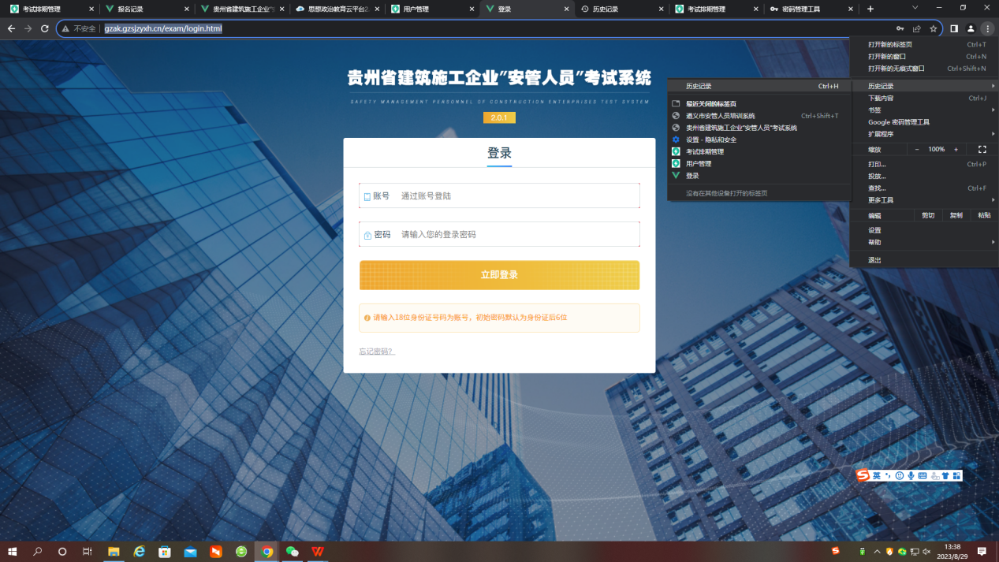 考试排期管理
报名记录
贵州省建筑施工企业"安
思想政治教育云平台2.
用户管理
登录
历史记录
考试排期管理
密码管理工具
不安全
gzak.gzsjzyxh.cn/exam/login.html
贵州省建筑施工企业"安管人员"考试系统
SAFETY MANAGEMENT PERSONNEL OF CONSTRUCTION ENTERPRISES TEST SYSTEM
2.0.1
登录
账号 通过账号登陆
密码 请输入您的登录密码
立即登录
请输入18位身份证号码为账号，初始密码默认为身份证后6位
忘记密码？
历史记录 Ctrl+H
最近关闭的标签页
遵义市安管人员培训系统 Ctrl+Shift+T
贵州省建筑施工企业"安管人员"考试系统
设置 - 隐私和安全
考试排期管理
用户管理
登录
没有在其他设备打开的标签页
打开新的标签页 Ctrl+T
打开新的窗口 Ctrl+N
打开新的无痕式窗口 Ctrl+Shift+N
历史记录
下载内容 Ctrl+J
书签
Google 密码管理工具
扩展程序
缩放 − 100% +
打印... Ctrl+P
投放...
查找... Ctrl+F
更多工具
编辑 剪切 复制 粘贴
设置
帮助
退出
英
13:38
2023/8/29